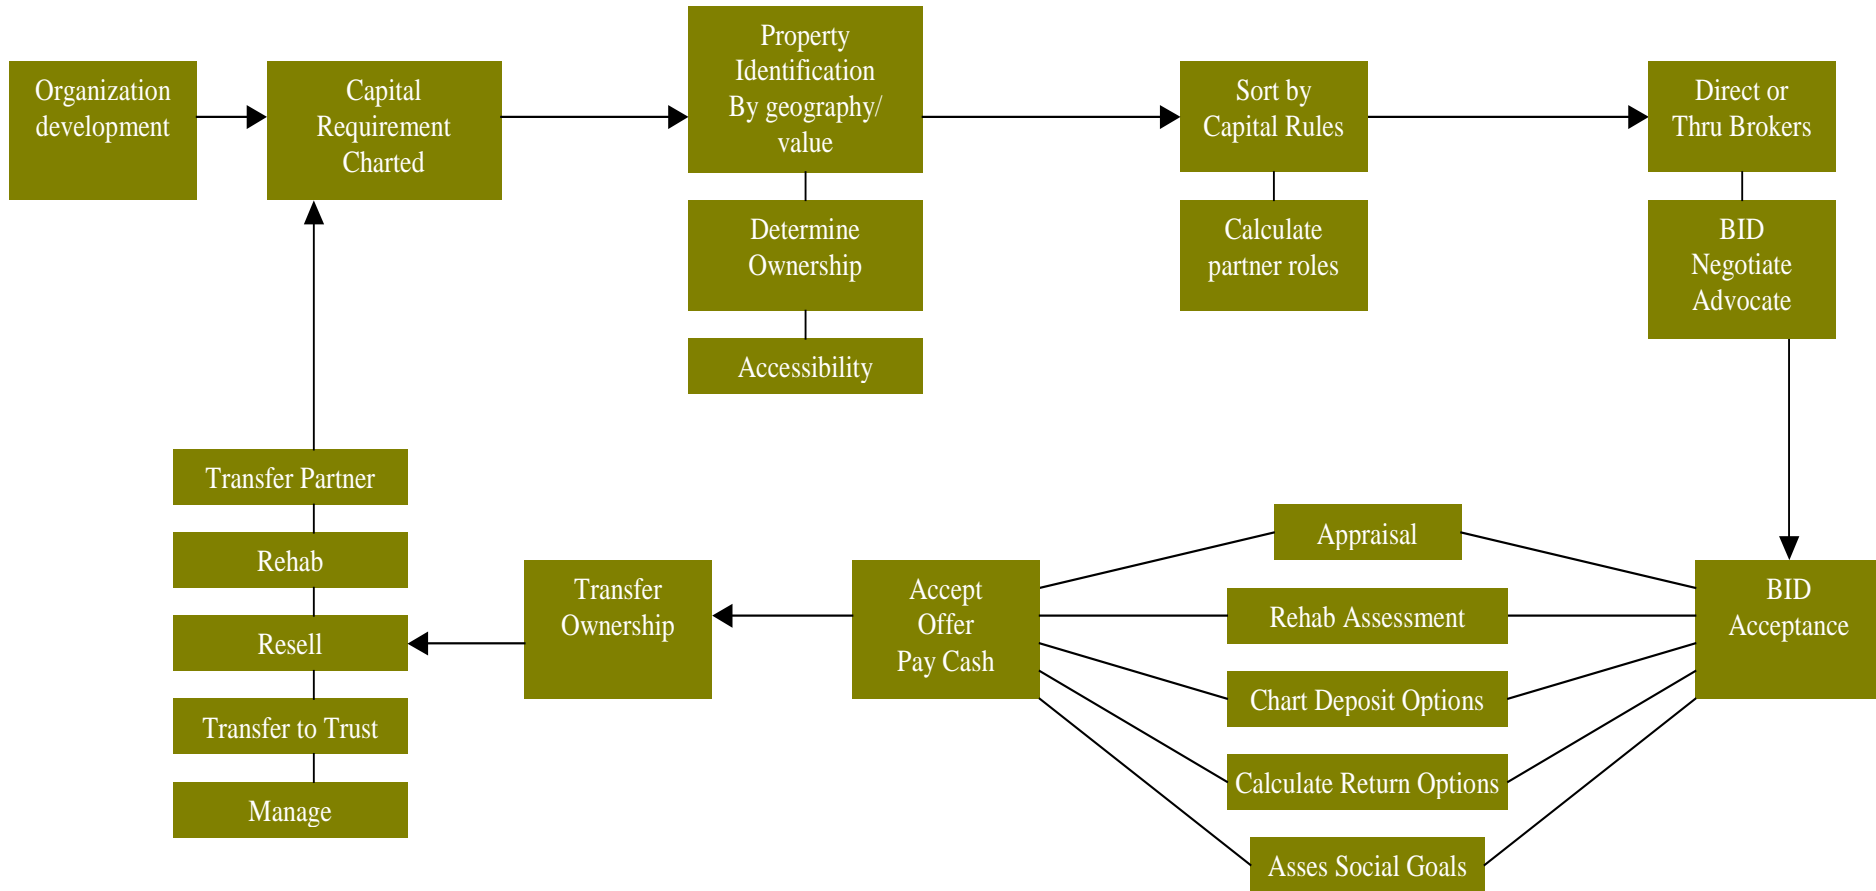 Organization
development
Capital
Requirement
Charted
Property
Identification
By geography/
value
Sort by
Capital Rules
Direct or
Thru Brokers
Determine
Ownership
Calculate
partner roles
BID
Negotiate
Advocate
Accessibility
Transfer Partner
Rehab
Resell
Transfer to Trust
Manage
Transfer
Ownership
Accept
Offer
Pay Cash
Appraisal
Rehab Assessment
Chart Deposit Options
Calculate Return Options
Asses Social Goals
BID
Acceptance